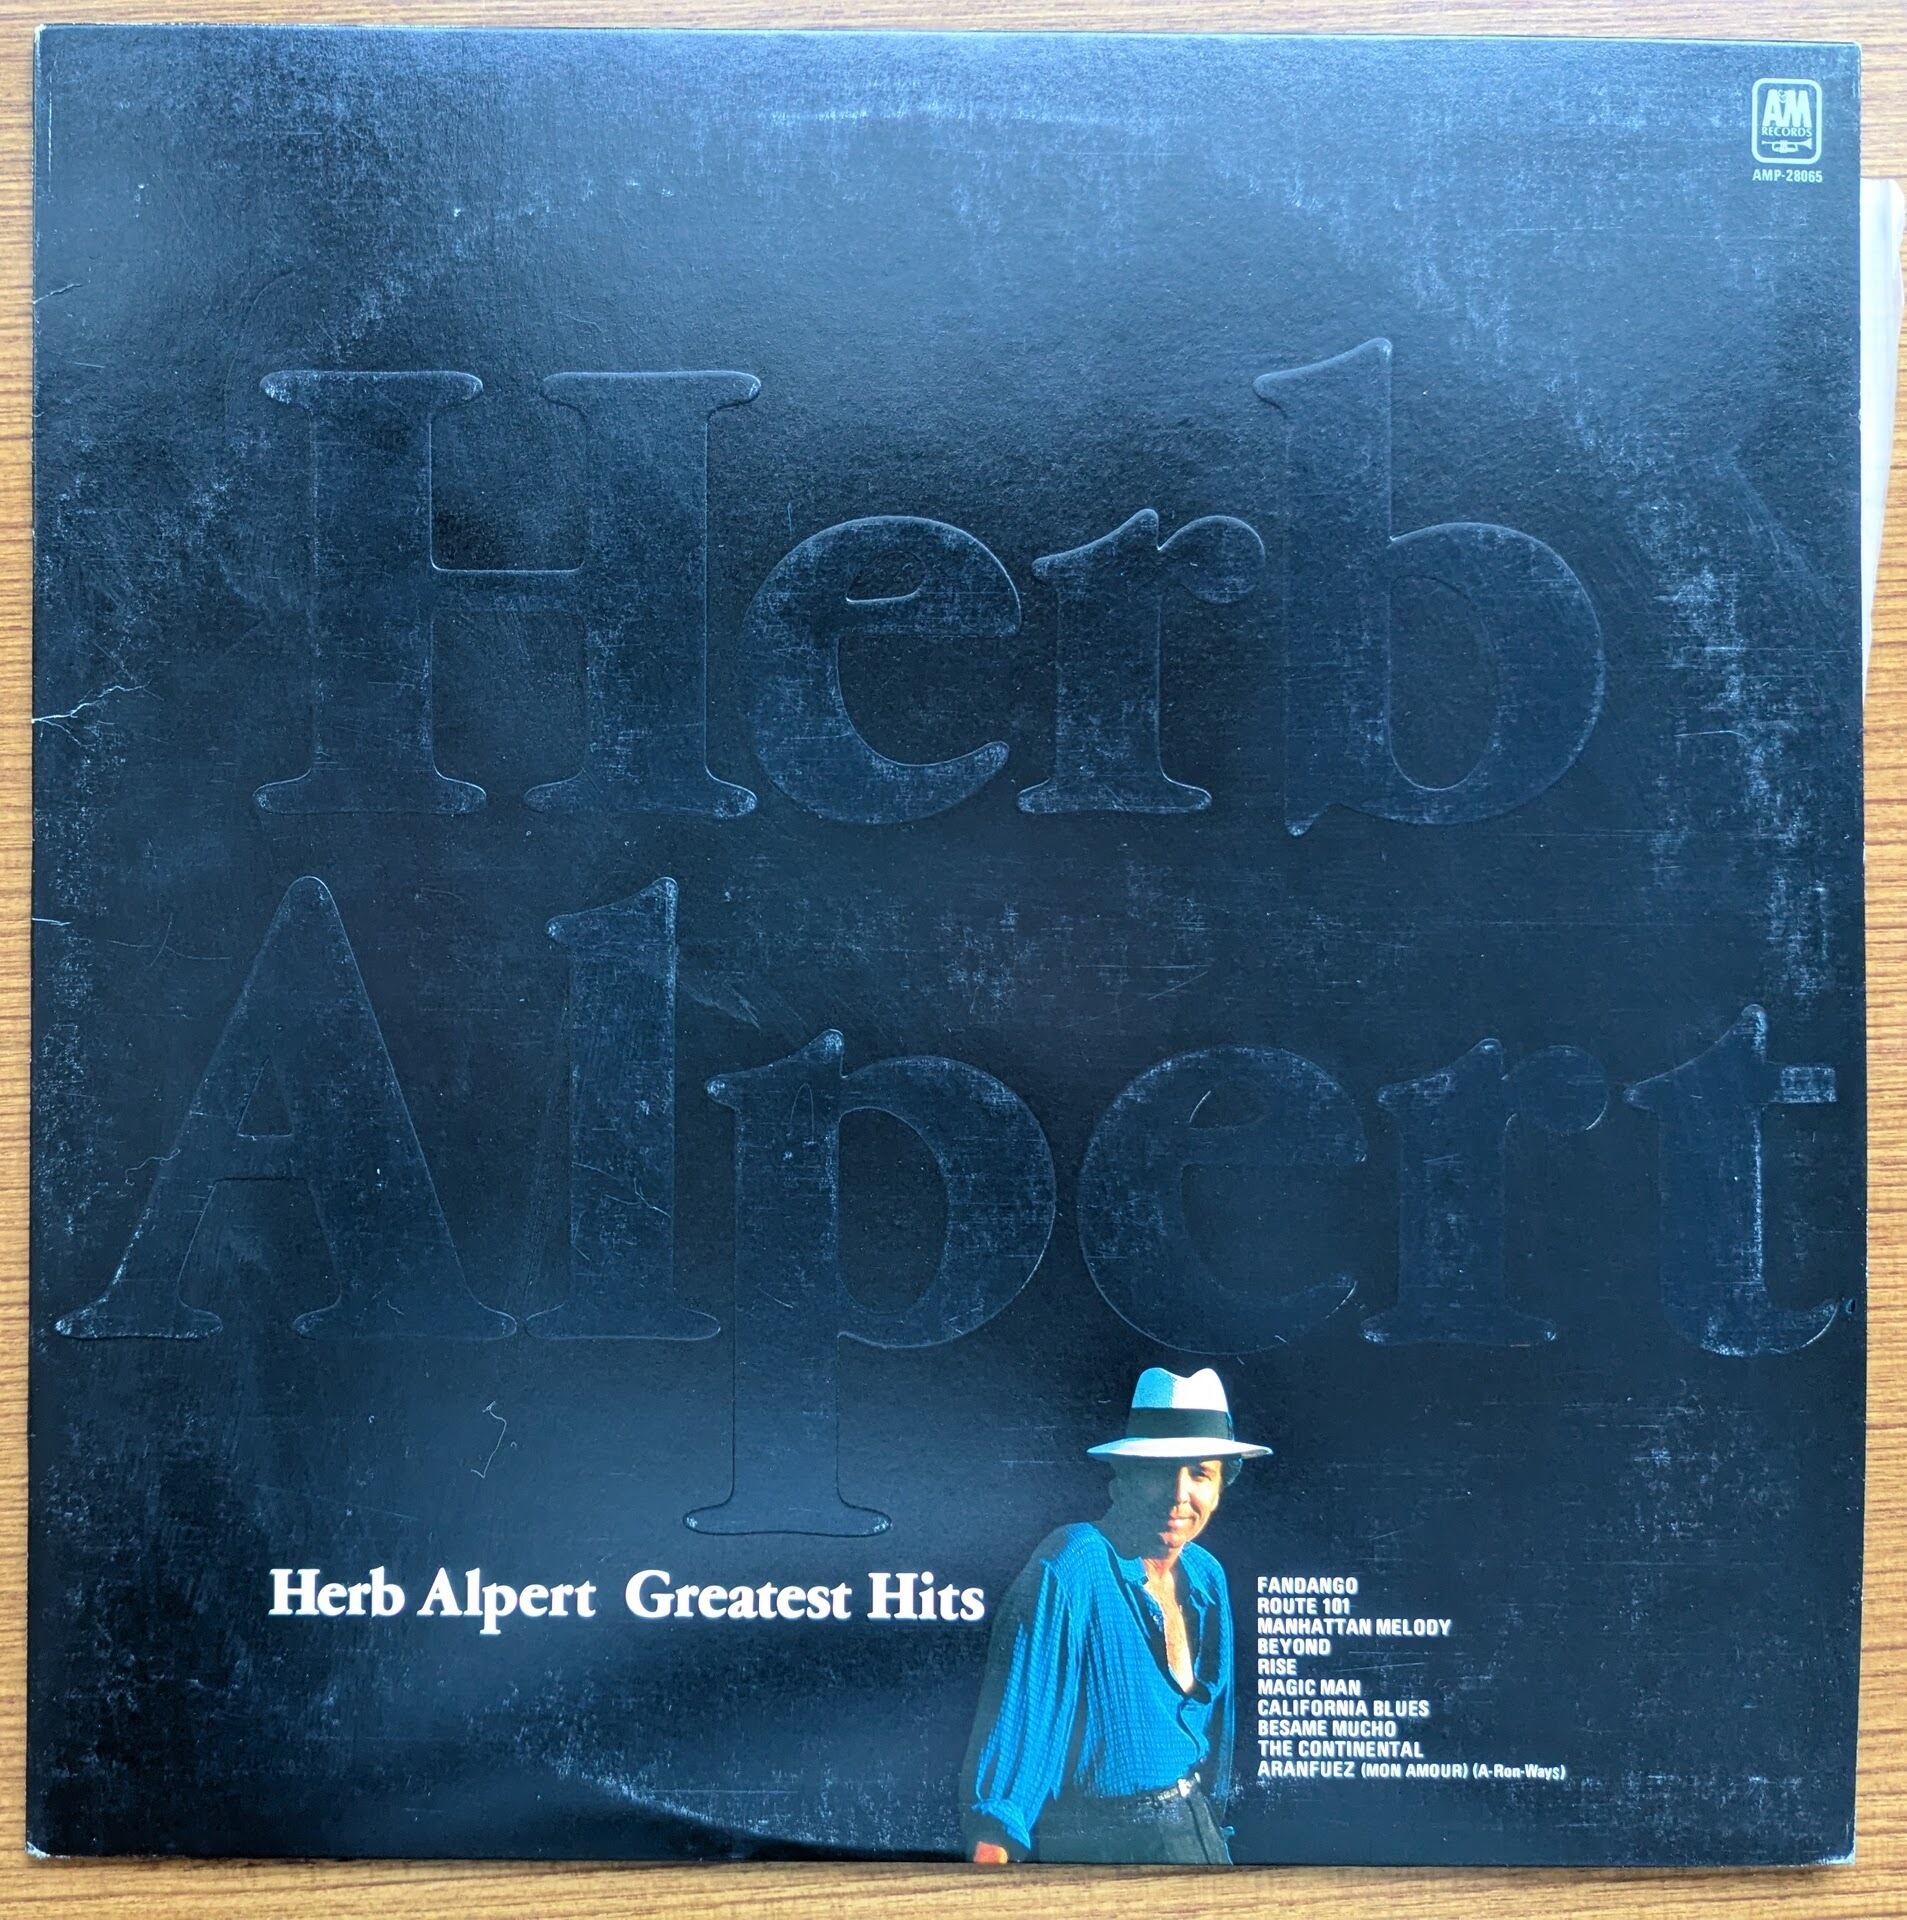 A&M
RECORDS
AMP-28065
Herb
Alpert
Herb Alpert Greatest Hits
FANDANGO
ROUTE 101
MANHATTAN MELODY
BEYOND
RISE
MAGIC MAN
CALIFORNIA BLUES
BESAME MUCHO
THE CONTINENTAL
ARANFUEZ (MON AMOUR) (A-Ron-Ways)